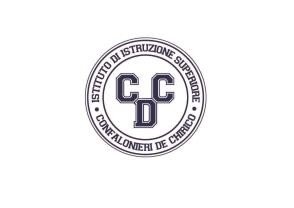 ISTITUTO DI ISTRUZIONE SUPERIORE
CDC
CONFALONIERI DE CHIRICO